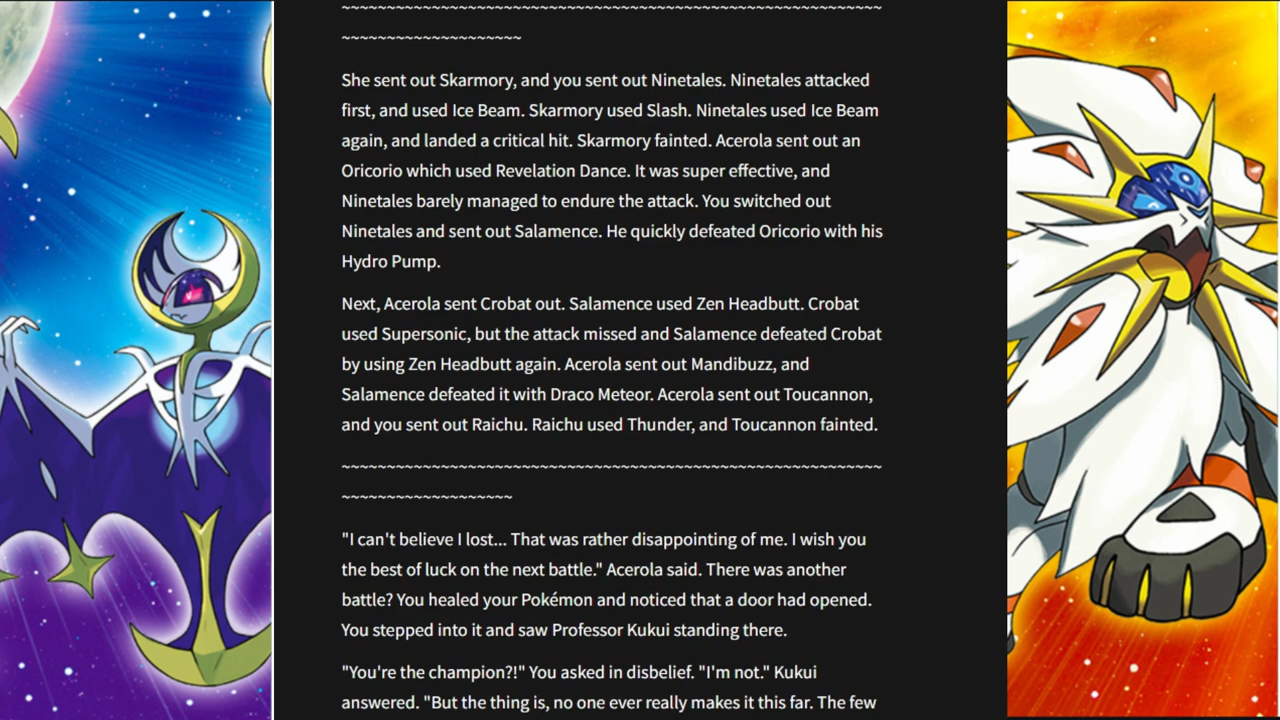 ~~~~~~~~~~~~~~~~~~~~~~~~~~~~~~~~~~~~~~~~~~~~~~~~~~~~~~~~~~~~
~~~~~~~~~~~~~~~~~~~~
She sent out Skarmory, and you sent out Ninetales. Ninetales attacked
first, and used Ice Beam. Skarmory used Slash. Ninetales used Ice Beam
again, and landed a critical hit. Skarmory fainted. Acerola sent out an
Oricorio which used Revelation Dance. It was super effective, and
Ninetales barely managed to endure the attack. You switched out
Ninetales and sent out Salamence. He quickly defeated Oricorio with his
Hydro Pump.
Next, Acerola sent Crobat out. Salamence used Zen Headbutt. Crobat
used Supersonic, but the attack missed and Salamence defeated Crobat
by using Zen Headbutt again. Acerola sent out Mandibuzz, and
Salamence defeated it with Draco Meteor. Acerola sent out Toucannon,
and you sent out Raichu. Raichu used Thunder, and Toucannon fainted.
~~~~~~~~~~~~~~~~~~~~~~~~~~~~~~~~~~~~~~~~~~~~~~~~~~~~~~~~~~~~
~~~~~~~~~~~~~~~~~~~
"I can't believe I lost... That was rather disappointing of me. I wish you
the best of luck on the next battle." Acerola said. There was another
battle? You healed your Pokémon and noticed that a door had opened.
You stepped into it and saw Professor Kukui standing there.
"You're the champion?!" You asked in disbelief. "I'm not." Kukui
answered. "But the thing is, no one ever really makes it this far. The few